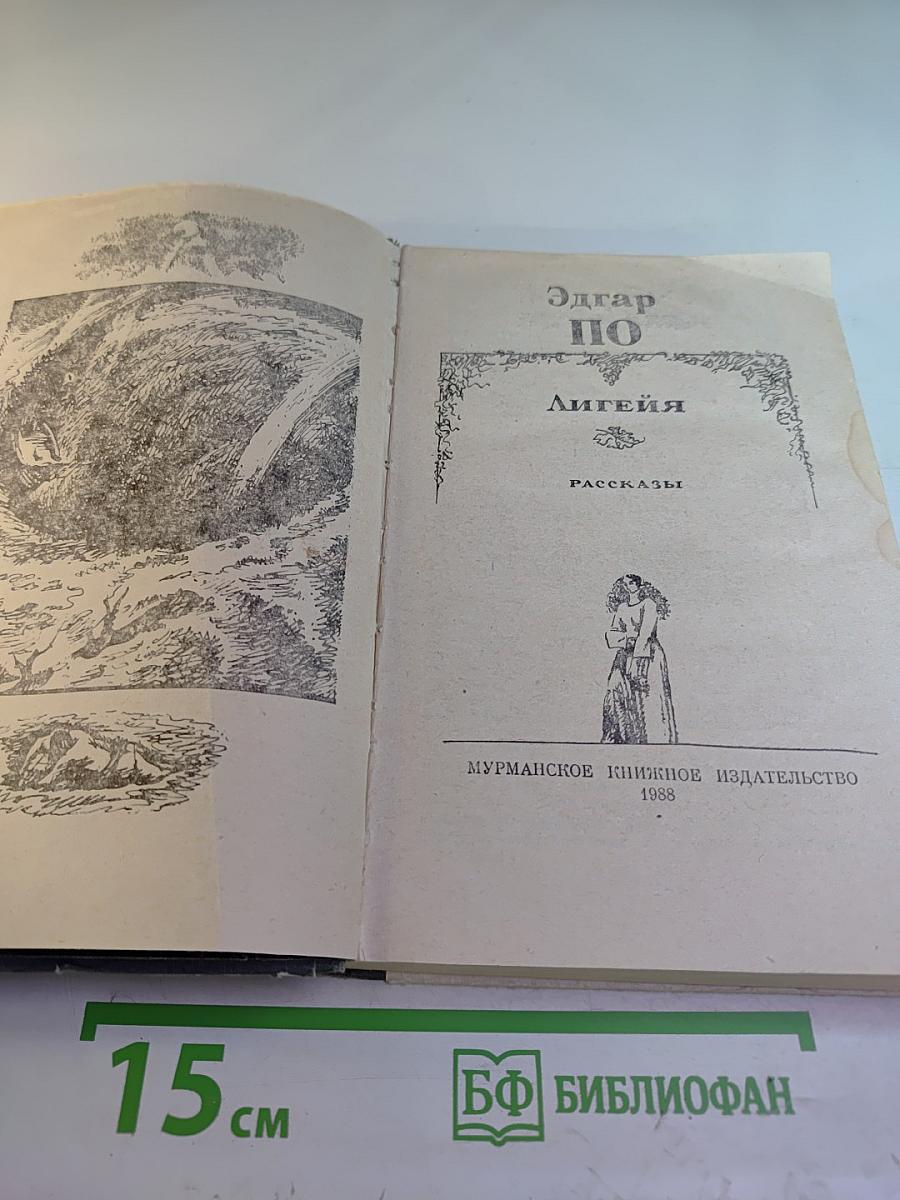 Эдгар
ПО
Лигейя
РАССКАЗЫ
МУРМАНСКОЕ КНИЖНОЕ ИЗДАТЕЛЬСТВО
1988
15 см
БФ БИБЛИОФАН